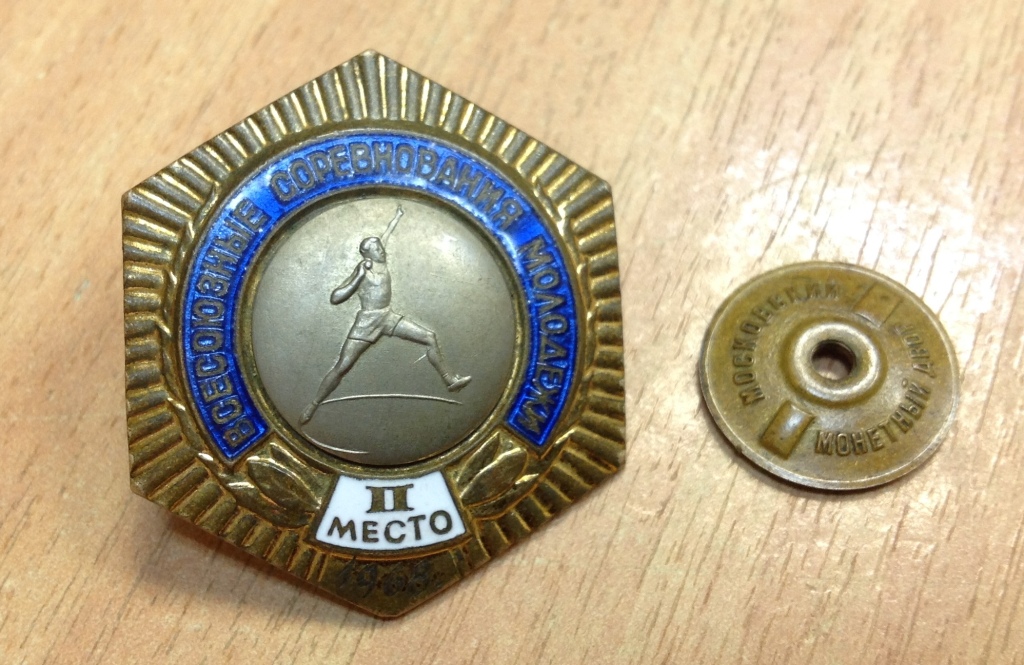 ВСЕСОЮЗНЫЕ СОРЕВНОВАНИЯ МОЛОДЕЖИ
II
МЕСТО
МОСКОВСКИЙ
МОНЕТНЫЙ ДВОР